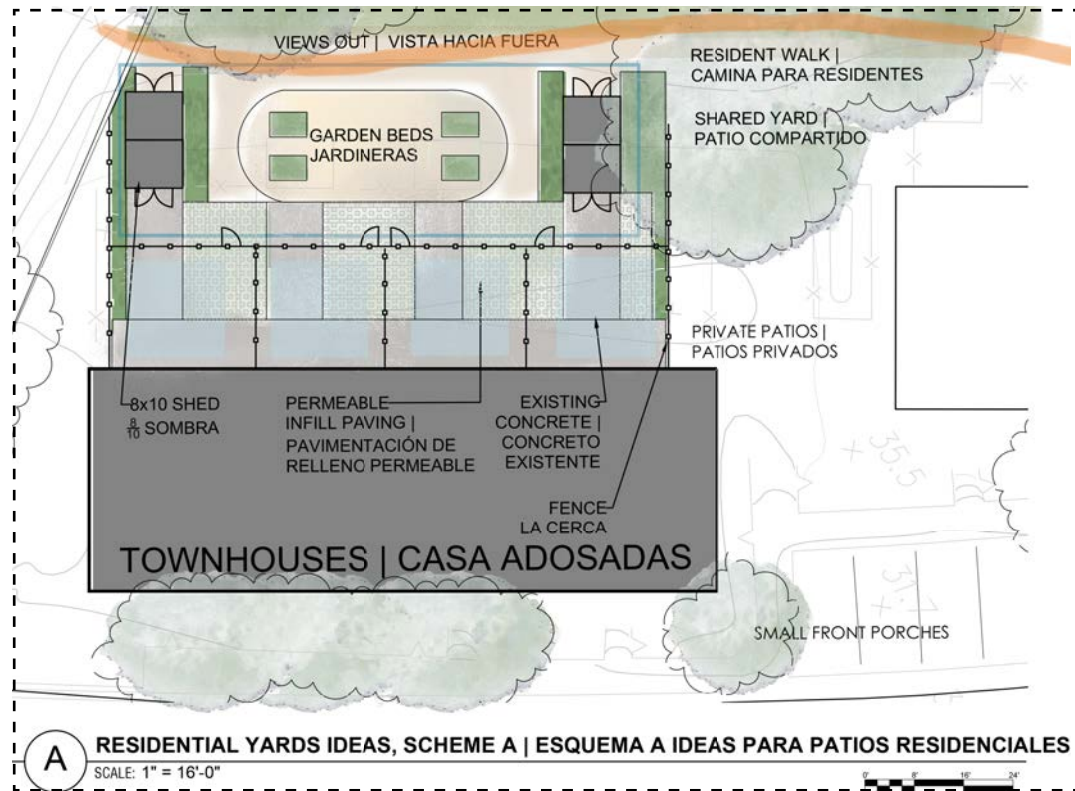 VIEWS OUT | VISTA HACIA FUERA
RESIDENT WALK |
CAMINA PARA RESIDENTES
SHARED YARD |
PATIO COMPARTIDO
GARDEN BEDS
JARDINERAS
PRIVATE PATIOS |
PATIOS PRIVADOS
8x10 SHED
8/10 SOMBRA
PERMEABLE
INFILL PAVING |
PAVIMENTACIÓN DE
RELLENO PERMEABLE
EXISTING
CONCRETE |
CONCRETO
EXISTENTE
FENCE
LA CERCA
TOWNHOUSES | CASA ADOSADAS
35.5
31.7
SMALL FRONT PORCHES
A
RESIDENTIAL YARDS IDEAS, SCHEME A | ESQUEMA A IDEAS PARA PATIOS RESIDENCIALES
SCALE: 1" = 16'-0"
0' 8' 16' 24'